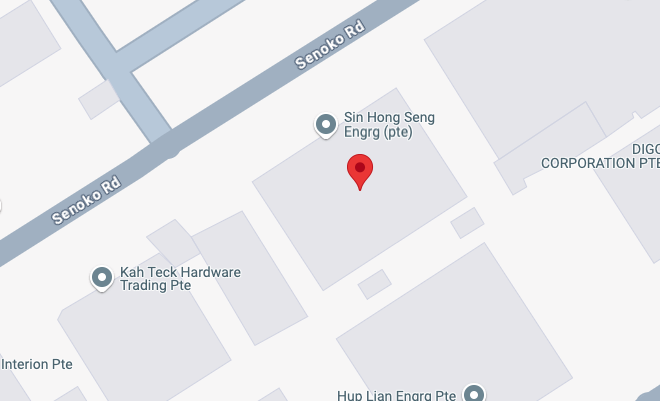 Senoko Rd
Sin Hong Seng
Engrg (pte)
CORPORATION PTE
Senoko Rd
Kah Teck Hardware
Trading Pte
Interion Pte
Hup Lian Engrg Pte